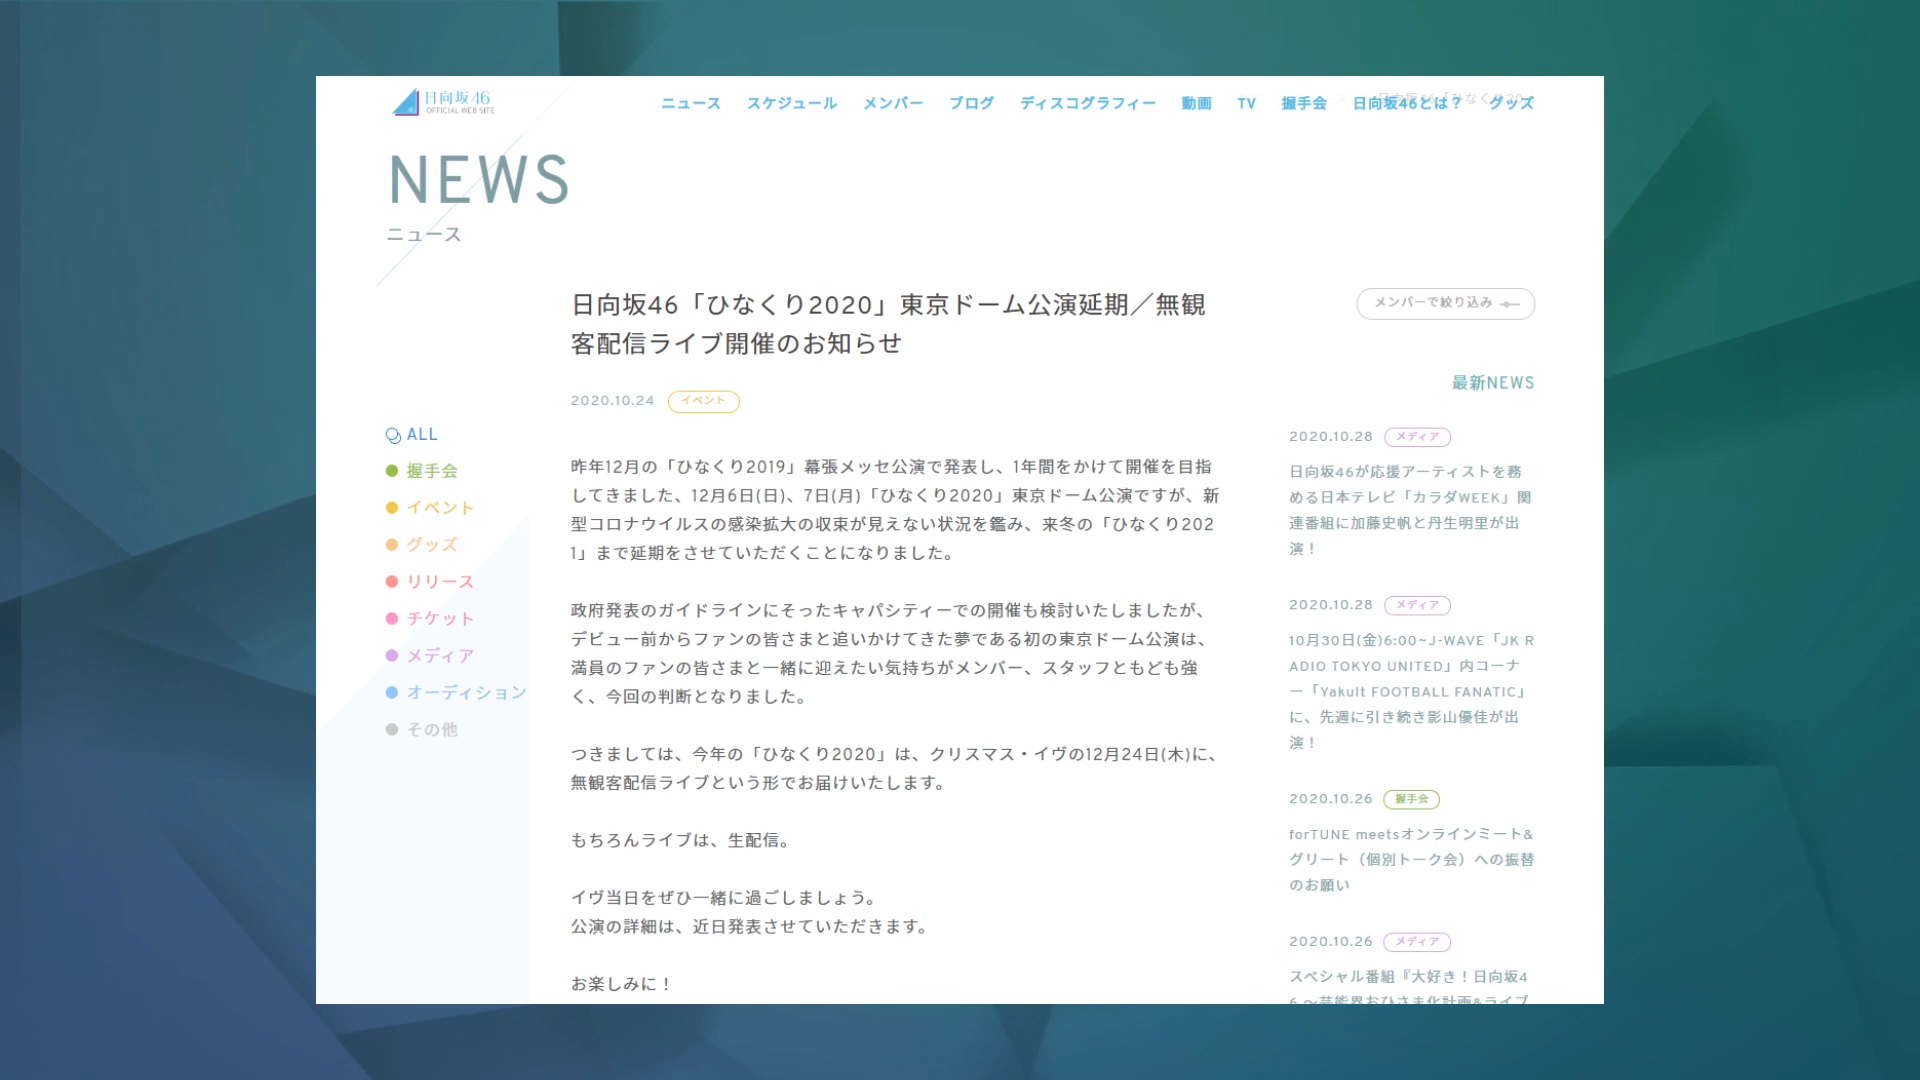 日向坂46
OFFICIAL WEB SITE
ニュース スケジュール メンバー ブログ ディスコグラフィー 動画 TV 握手会 日向坂46とは? グッズ
NEWS
ニュース
日向坂46「ひなくり2020」東京ドーム公演延期／無観
客配信ライブ開催のお知らせ
2020.10.24 イベント
昨年12月の「ひなくり2019」幕張メッセ公演で発表し、1年間をかけて開催を目指
してきました、12月6日(日)、7日(月)「ひなくり2020」東京ドーム公演ですが、新
型コロナウイルスの感染拡大の収束が見えない状況を鑑み、来冬の「ひなくり202
1」まで延期をさせていただくことになりました。
政府発表のガイドラインにそったキャパシティーでの開催も検討いたしましたが、
デビュー前からファンの皆さまと追いかけてきた夢である初の東京ドーム公演は、
満員のファンの皆さまと一緒に迎えたい気持ちがメンバー、スタッフともども強
く、今回の判断となりました。
つきましては、今年の「ひなくり2020」は、クリスマス・イヴの12月24日(木)に、
無観客配信ライブという形でお届けいたします。
もちろんライブは、生配信。
イヴ当日をぜひ一緒に過ごしましょう。
公演の詳細は、近日発表させていただきます。
お楽しみに！
ALL
握手会
イベント
グッズ
リリース
チケット
メディア
オーディション
その他
メンバーで絞り込み
最新NEWS
2020.10.28 メディア
日向坂46が応援アーティストを務
める日本テレビ「カラダWEEK」関
連番組に加藤史帆と丹生明里が出
演！
2020.10.28 メディア
10月30日(金)6:00~J-WAVE「JK R
ADIO TOKYO UNITED」内コーナ
ー「Yakult FOOTBALL FANATIC」
に、先週に引き続き影山優佳が出
演！
2020.10.26 握手会
forTUNE meetsオンラインミート&
グリート（個別トーク会）への振替
のお願い
2020.10.26 メディア
スペシャル番組『大好き！日向坂4
6 ～芸能界おひさま化計画&ライブ